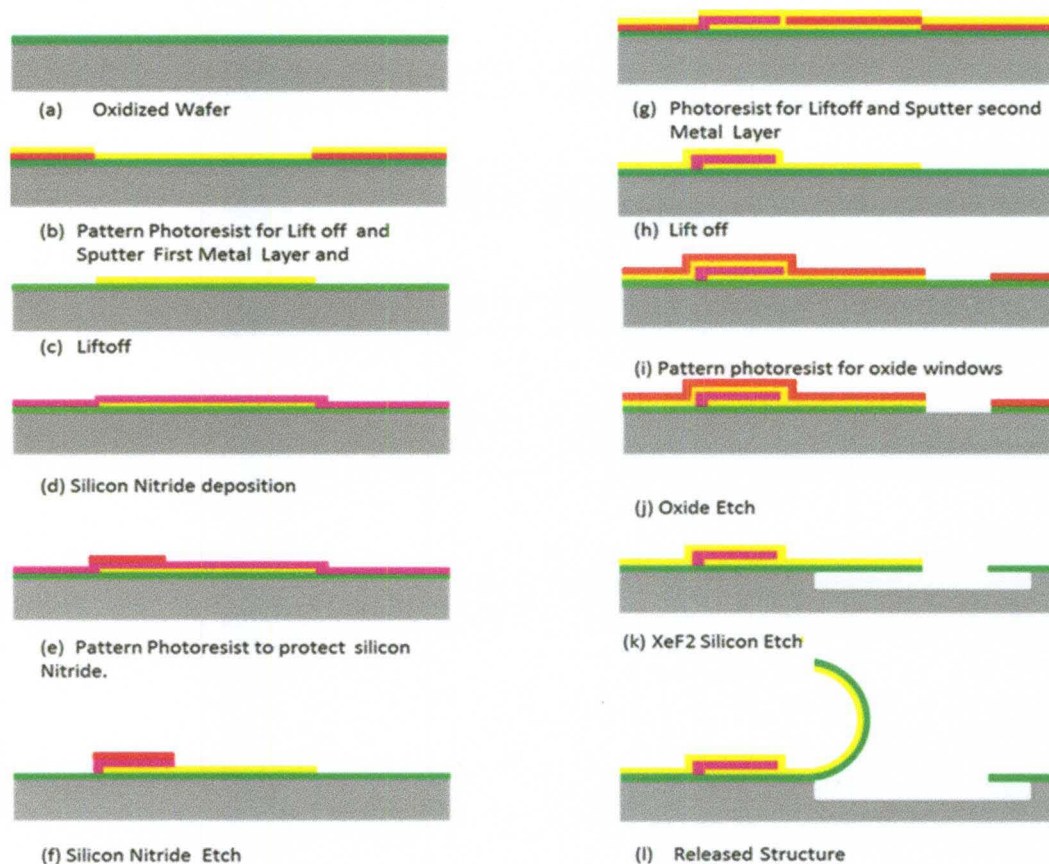 (a) Oxidized Wafer
(b) Pattern Photoresist for Lift off and
Sputter First Metal Layer and
(c) Liftoff
(d) Silicon Nitride deposition
(e) Pattern Photoresist to protect silicon
Nitride.
(f) Silicon Nitride Etch
(g) Photoresist for Liftoff and Sputter second
Metal Layer
(h) Lift off
(i) Pattern photoresist for oxide windows
(j) Oxide Etch
(k) XeF2 Silicon Etch
(l) Released Structure